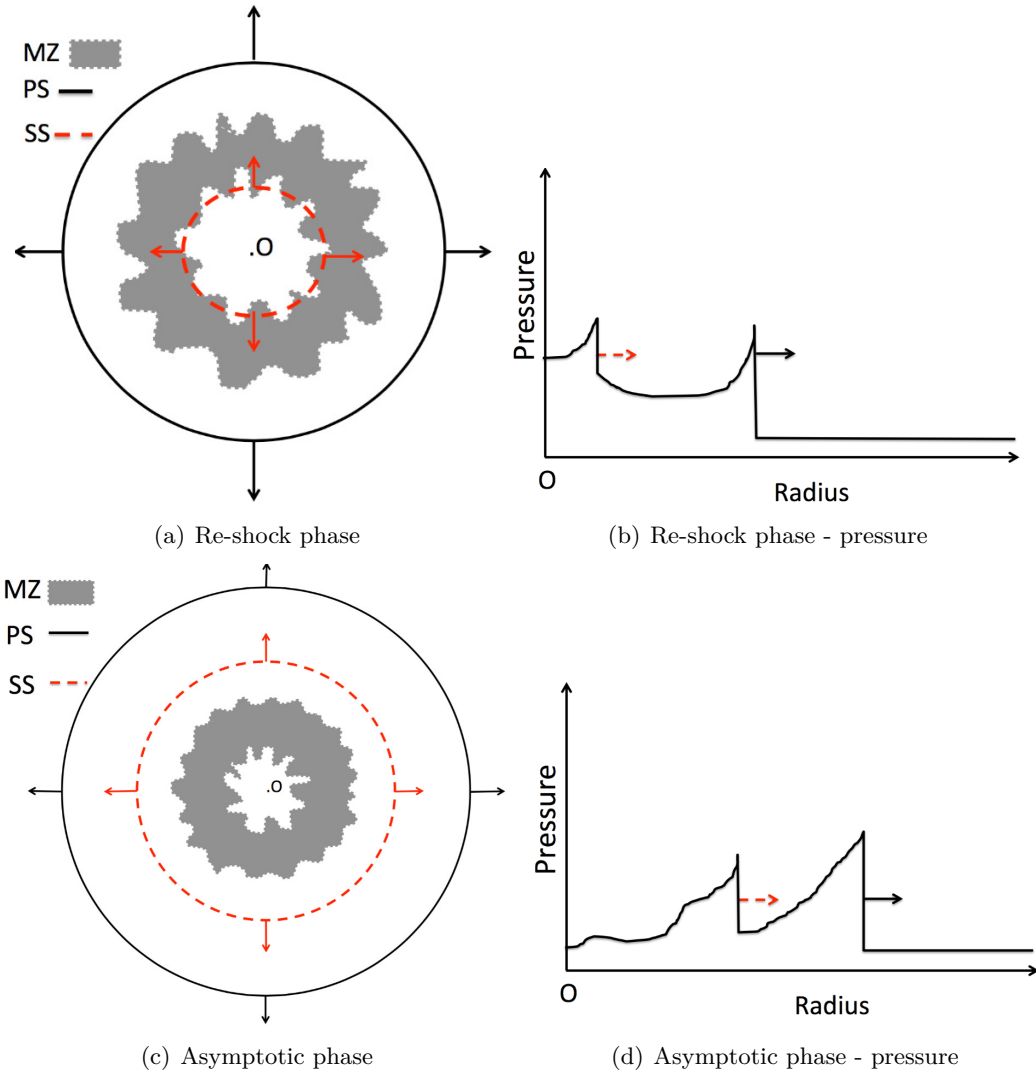 MZ
PS
SS
.O
Pressure
O
Radius
(a) Re-shock phase
(b) Re-shock phase - pressure
MZ
PS
SS
.O
Pressure
O
Radius
(c) Asymptotic phase
(d) Asymptotic phase - pressure